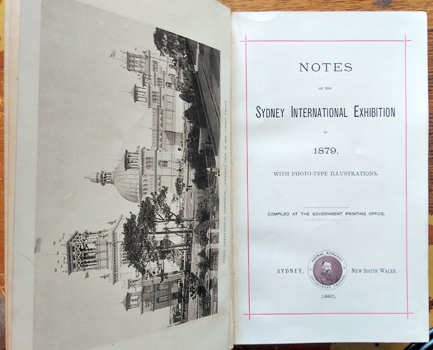 NOTES
OF THE
SYDNEY INTERNATIONAL EXHIBITION
OF
1879.
WITH PHOTO-TYPE ILLUSTRATIONS.
COMPILED AT THE GOVERNMENT PRINTING OFFICE.
SYDNEY, NEW SOUTH WALES.
1880.